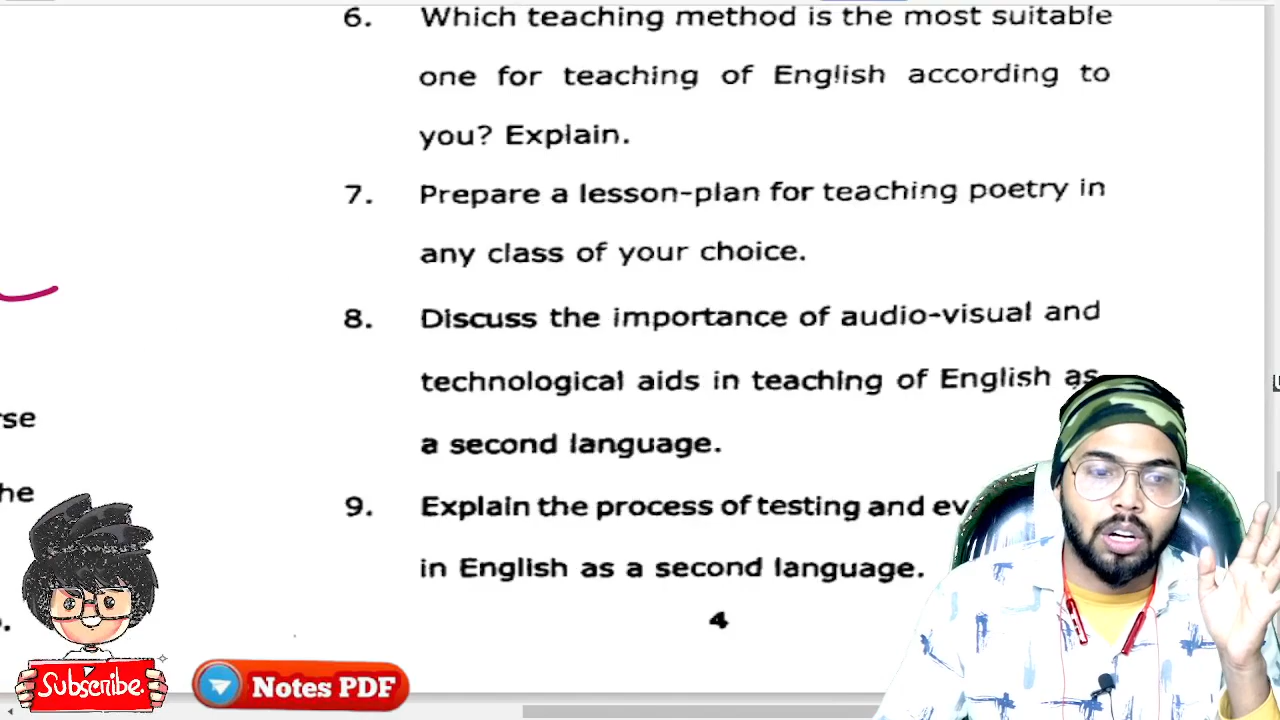 6. Which teaching method is the most suitable
one for teaching of English according to
you? Explain.
7. Prepare a lesson-plan for teaching poetry in
any class of your choice.
8. Discuss the importance of audio-visual and
technological aids in teaching of English as
a second language.
9. Explain the process of testing and ev
in English as a second language.
4
rse
he
Subscribe.
Notes PDF